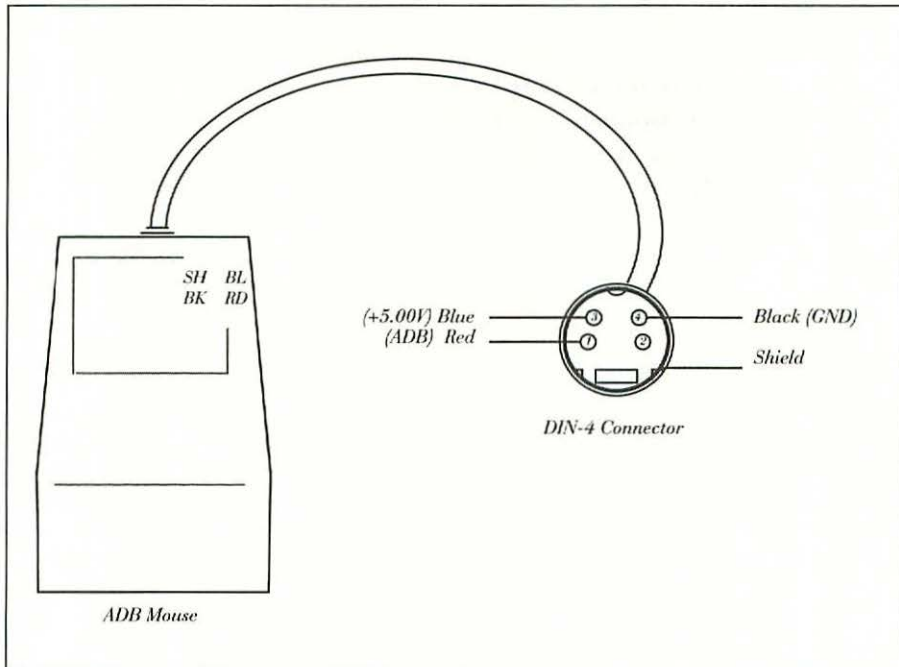 SH BL
BK RD
(+5.00V) Blue
(ADB) Red
3
4
1
2
Black (GND)
Shield
DIN-4 Connector
ADB Mouse